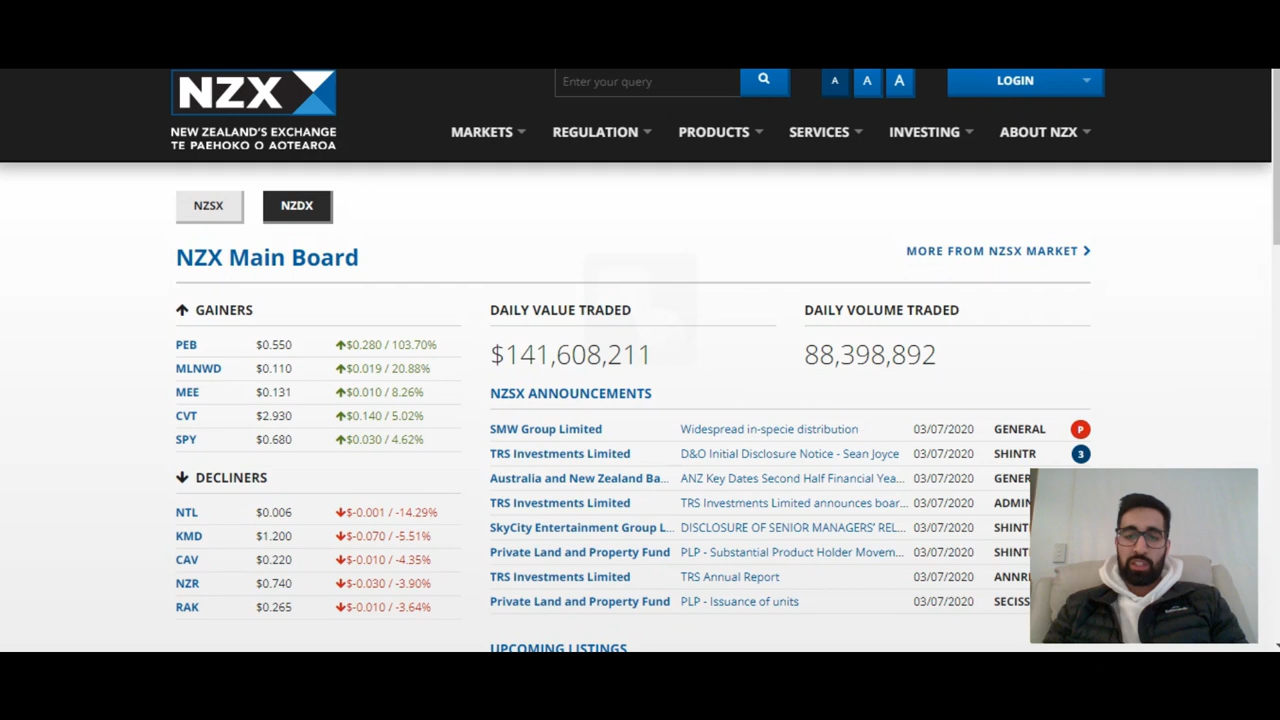 NZX
NEW ZEALAND'S EXCHANGE
TE PAEHOKO O AOTEAROA
Enter your query
A A A
LOGIN
MARKETS REGULATION PRODUCTS SERVICES INVESTING ABOUT NZX
NZSX NZDX
NZX Main Board
MORE FROM NZSX MARKET
GAINERS
PEB $0.550 $0.280 / 103.70%
MLNWD $0.110 $0.019 / 20.88%
MEE $0.131 $0.010 / 8.26%
CVT $2.930 $0.140 / 5.02%
SPY $0.680 $0.030 / 4.62%
DECLINERS
NTL $0.006 $-0.001 / -14.29%
KMD $1.200 $-0.070 / -5.51%
CAV $0.220 $-0.010 / -4.35%
NZR $0.740 $-0.030 / -3.90%
RAK $0.265 $-0.010 / -3.64%
DAILY VALUE TRADED
$141,608,211
DAILY VOLUME TRADED
88,398,892
NZSX ANNOUNCEMENTS
SMW Group Limited Widespread in-specie distribution 03/07/2020 GENERAL P
TRS Investments Limited D&O Initial Disclosure Notice - Sean Joyce 03/07/2020 SHINTR 3
Australia and New Zealand Ba... ANZ Key Dates Second Half Financial Yea... 03/07/2020 GENER
TRS Investments Limited TRS Investments Limited announces boar... 03/07/2020 ADMIN
SkyCity Entertainment Group L... DISCLOSURE OF SENIOR MANAGERS' REL... 03/07/2020 SHINT
Private Land and Property Fund PLP - Substantial Product Holder Movem... 03/07/2020 SHINT
TRS Investments Limited TRS Annual Report 03/07/2020 ANNR
Private Land and Property Fund PLP - Issuance of units 03/07/2020 SECISS
UPCOMING LISTINGS